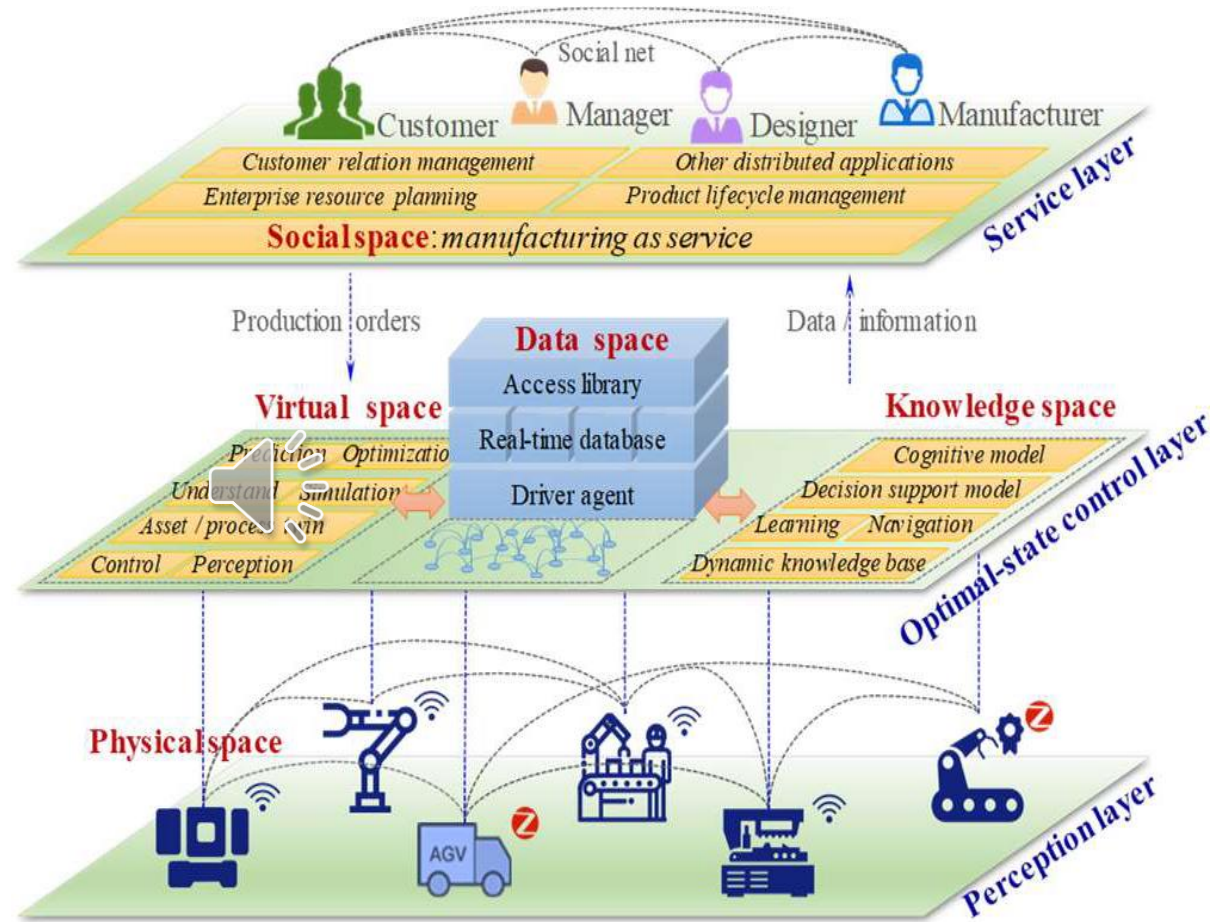 Social net
Customer
Manager
Designer
Manufacturer
Customer relation management
Other distributed applications
Enterprise resource planning
Product lifecycle management
Social space: manufacturing as service
Service layer
Production orders
Data / information
Data space
Access library
Real-time database
Driver agent
Virtual space
Prediction Optimizatio
Understand Simulation
Asset / process twin
Control Perception
Knowledge space
Cognitive model
Decision support model
Learning Navigation
Dynamic knowledge base
Optimal-state control layer
Physical space
AGV
Z
Z
Perception layer